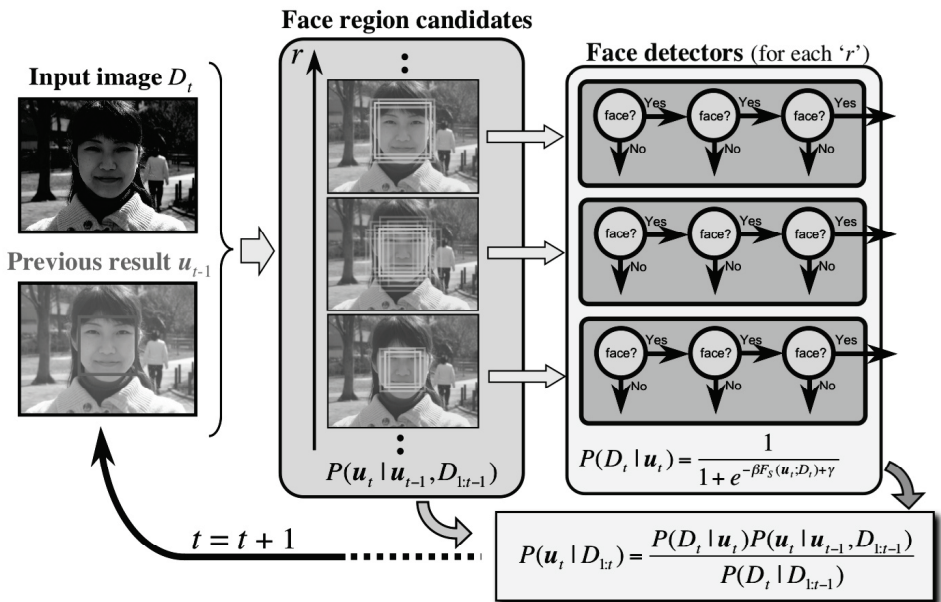 Face region candidates
Input image D_t
Previous result u_{t-1}
r
P(u_t | u_{t-1}, D_{1:t-1})
Face detectors (for each ‘r’)
face? Yes face? Yes face? Yes
No No No
face? Yes face? Yes face? Yes
No No No
face? Yes face? Yes face? Yes
No No No
P(D_t | u_t) = 1 / (1 + e^{-βF_S(u_t;D_t)+γ})
t = t + 1
P(u_t | D_{1:t}) = P(D_t | u_t)P(u_t | u_{t-1}, D_{1:t-1}) / P(D_t | D_{1:t-1})